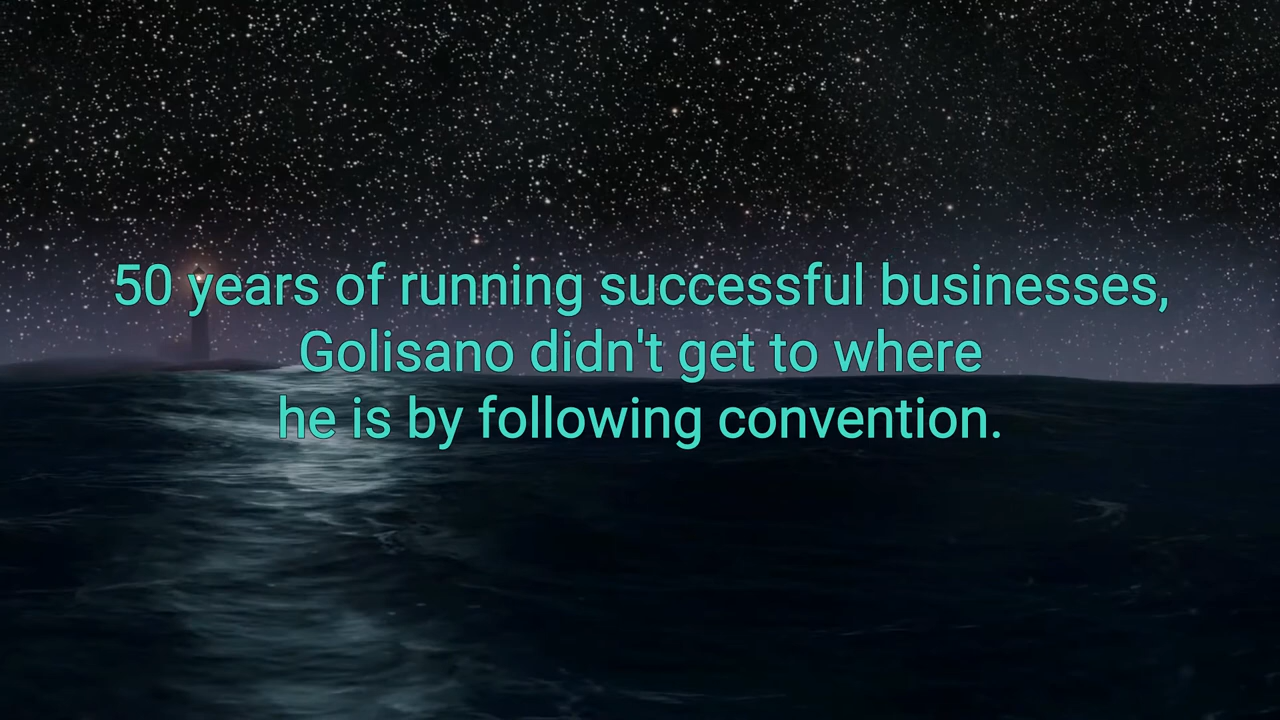 50 years of running successful businesses,
Golisano didn't get to where
he is by following convention.